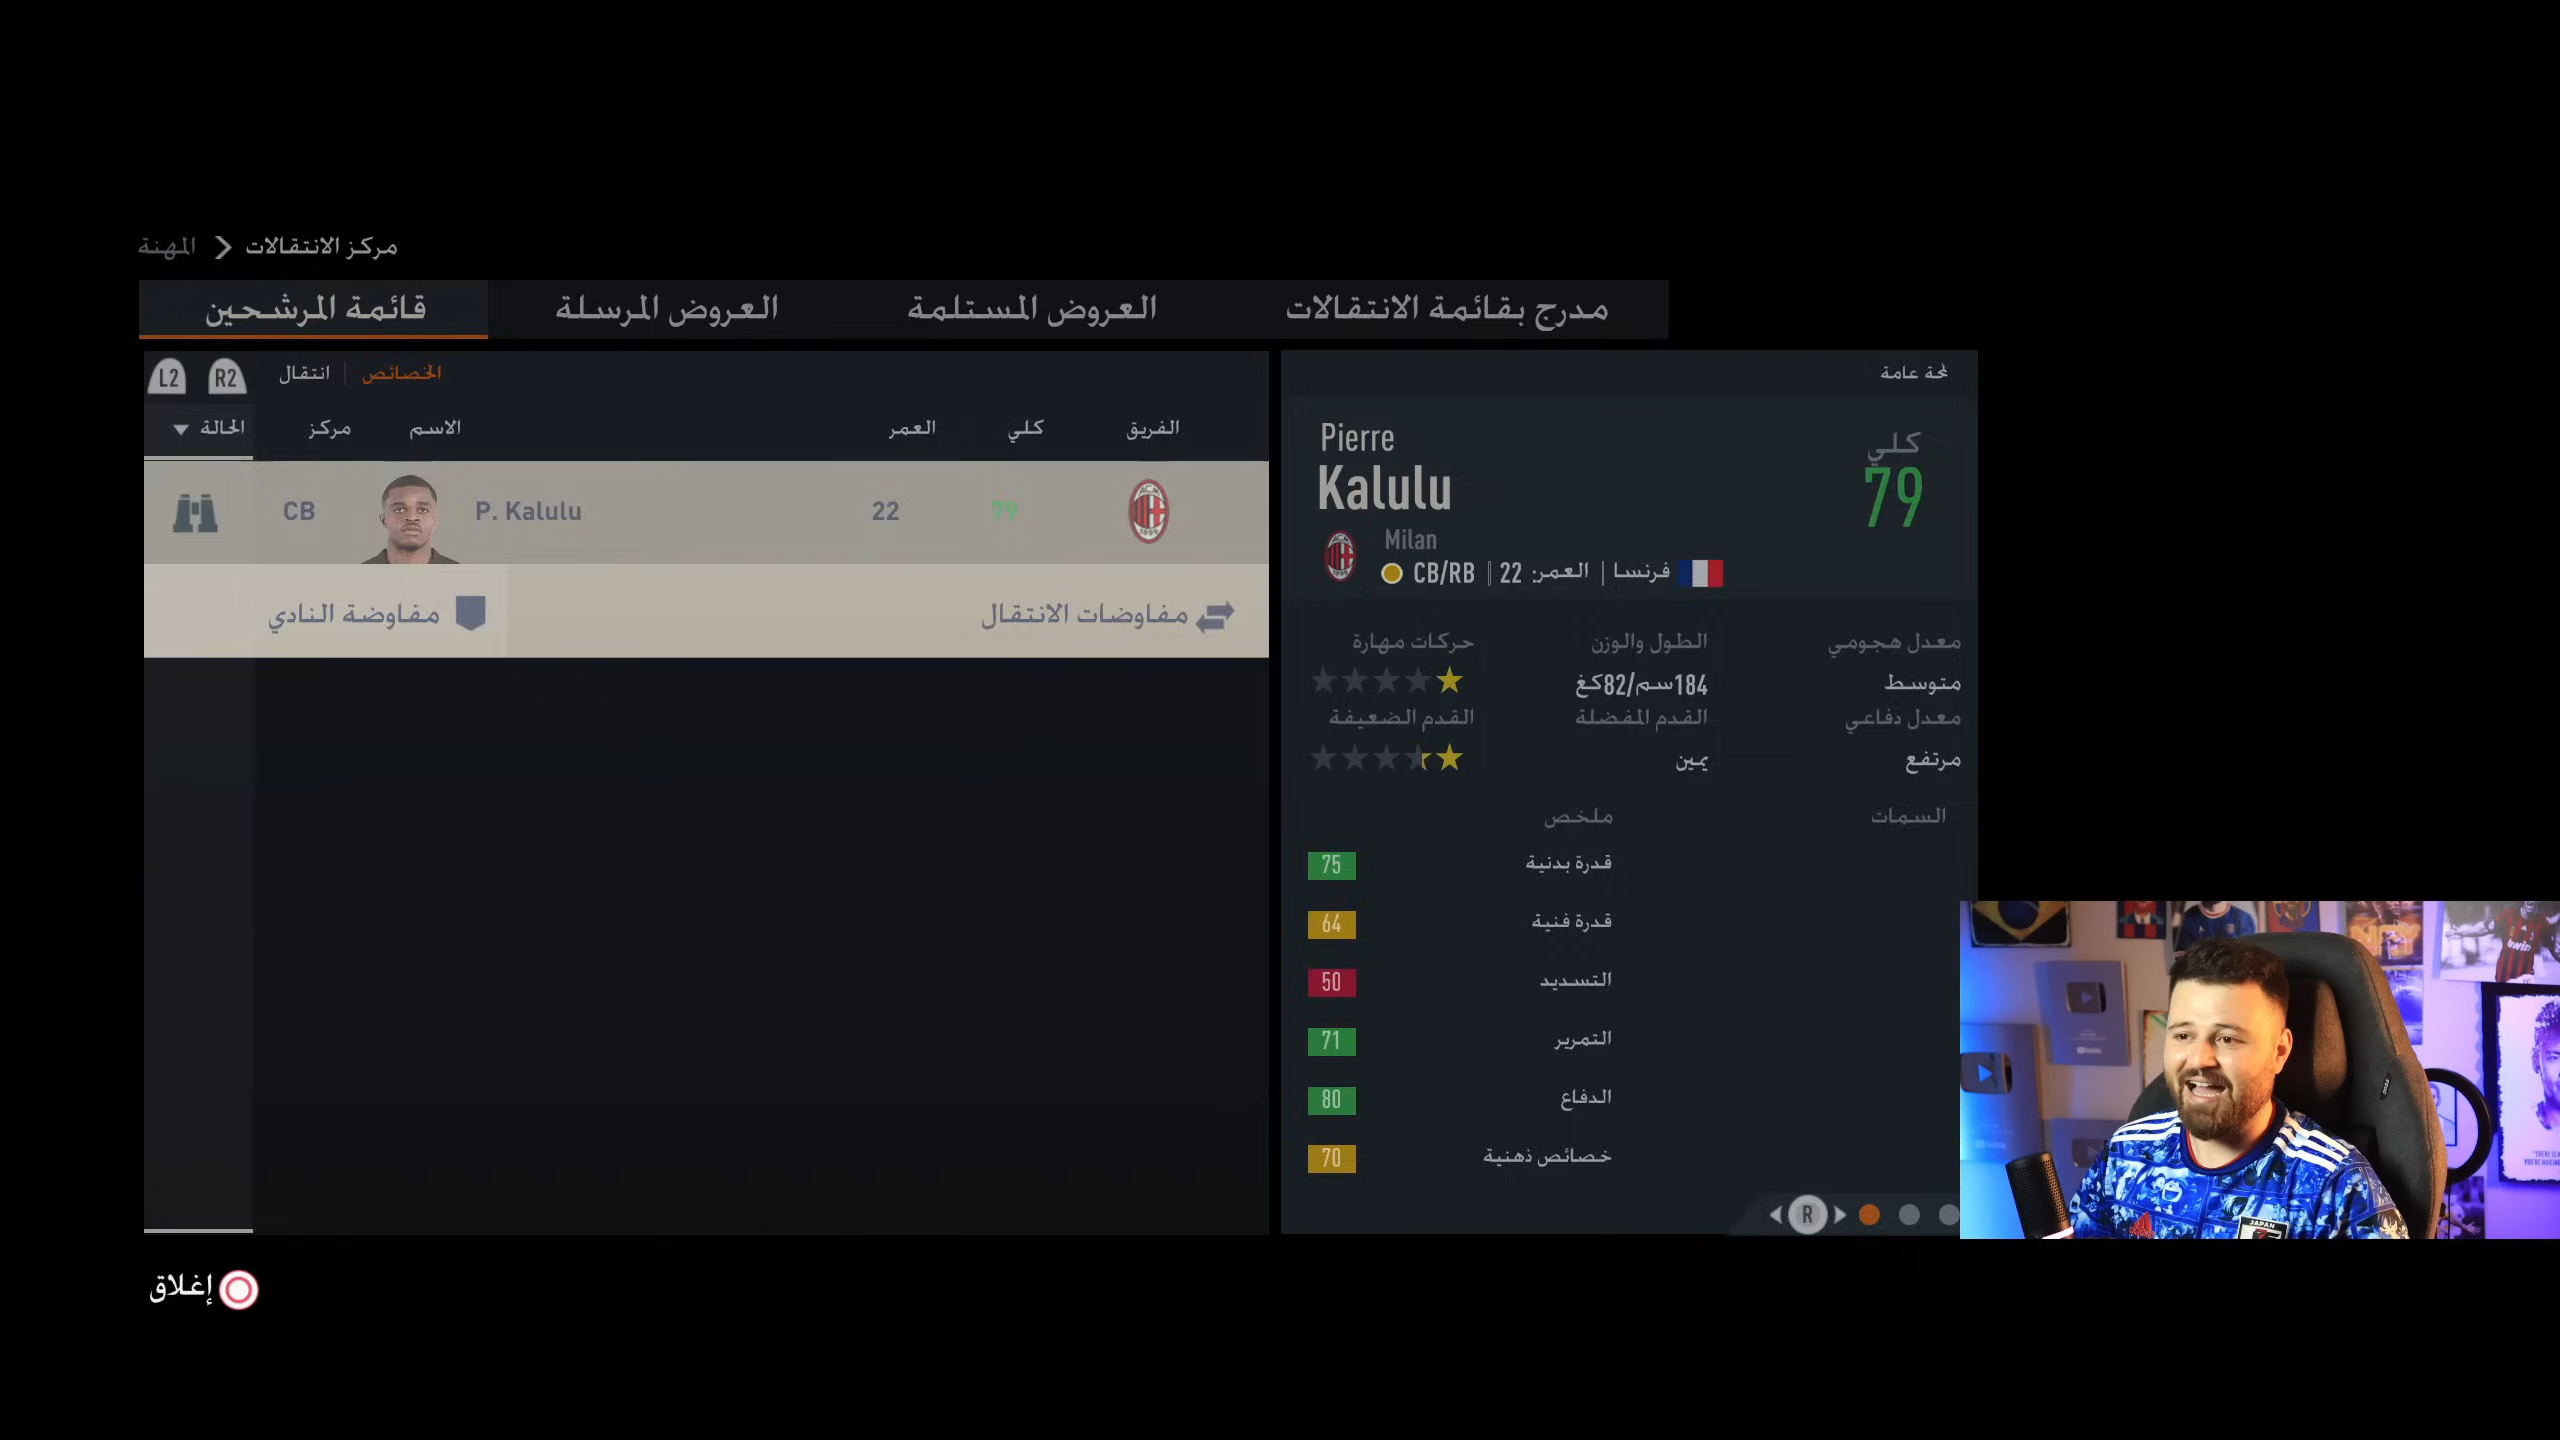 المهنة > مركز الانتقالات
قائمة المرشحين
العروض المرسلة
العروض المستلمة
مدرج بقائمة الانتقالات
L2 R2 انتقال | الخصائص
الحالة
مركز
الاسم
العمر
كلي
الفريق
CB P. Kalulu 22 79
مفاوضة النادي
مفاوضات الانتقال
لمحة عامة
Pierre
Kalulu
كلي
79
Milan
CB/RB | العمر: 22 | فرنسا
معدل هجومي
الطول والوزن
حركات مهارة
متوسط
184سم/82كغ
معدل دفاعي
القدم المفضلة
القدم الضعيفة
مرتفع
يمين
السمات
ملخص
قدرة بدنية 75
قدرة فنية 64
التسديد 50
التمرير 71
الدفاع 80
خصائص ذهنية 70
R
إغلاق
bwin
JAPAN